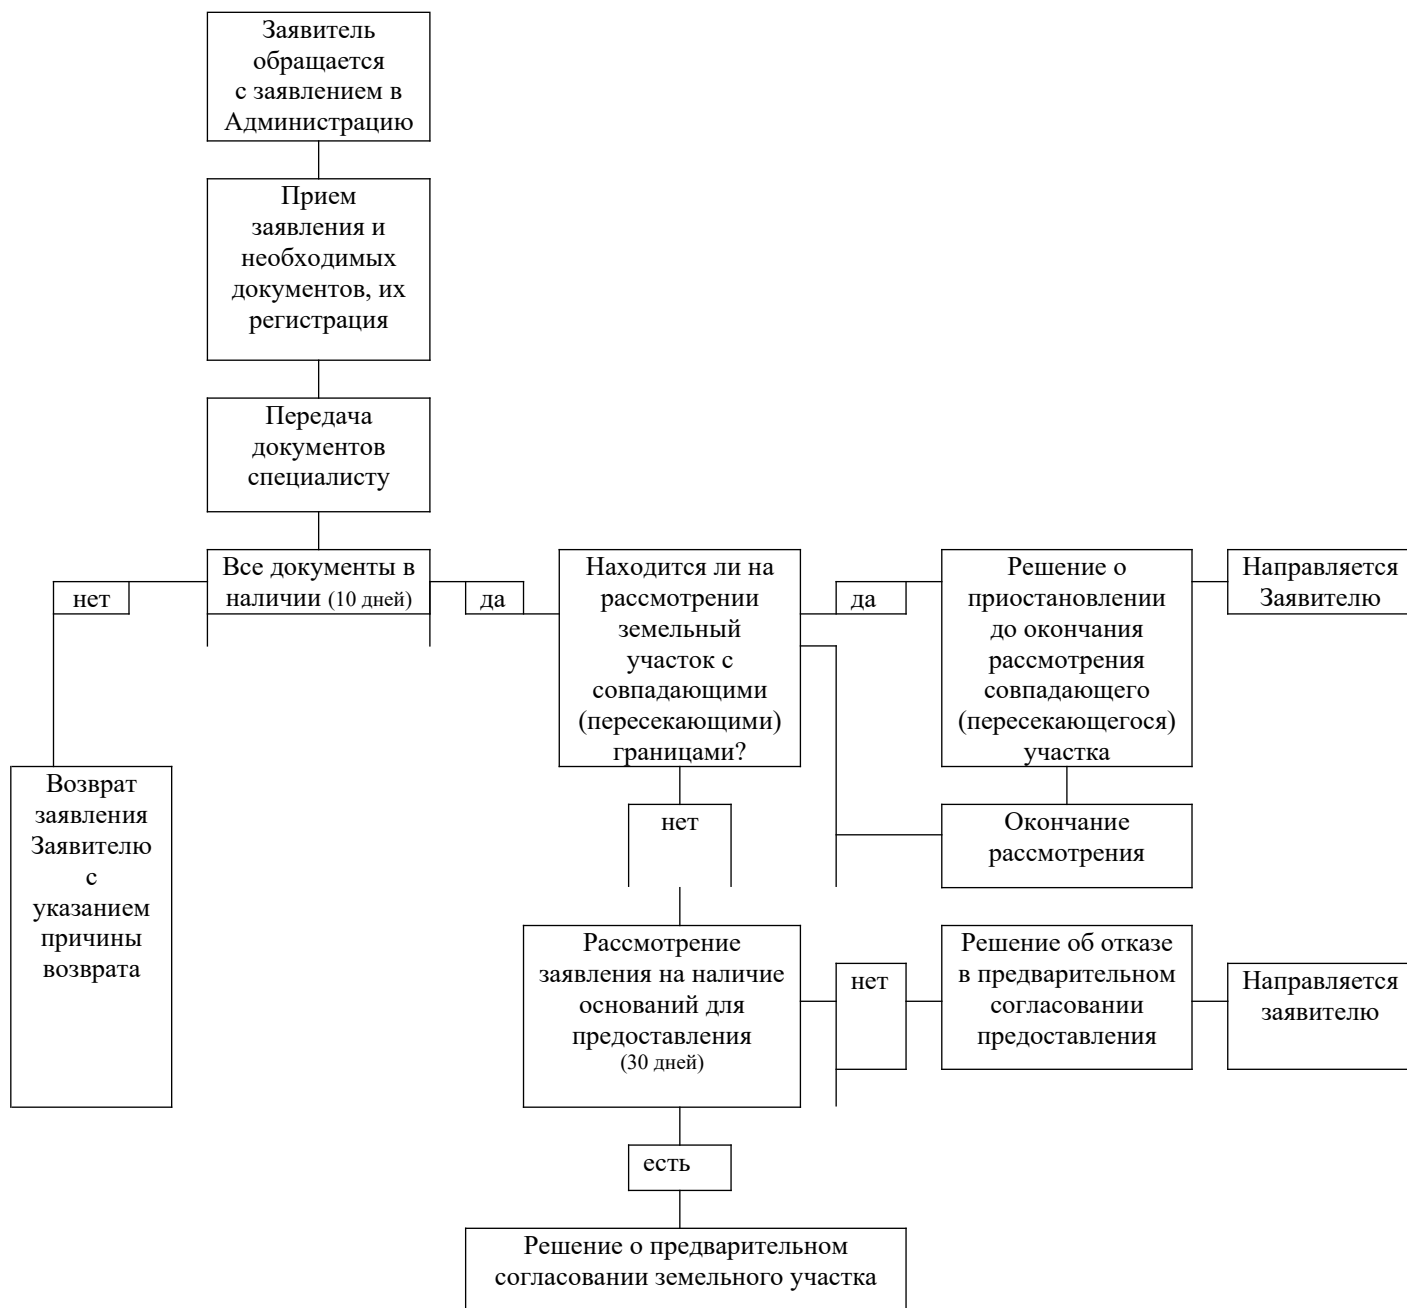 Заявитель
обращается
с заявлением в
Администрацию
Прием
заявления и
необходимых
документов, их
регистрация
Передача
документов
специалисту
Все документы в
наличии (10 дней)
нет
да
Находится ли на
рассмотрении
земельный
участок с
совпадающими
(пересекающими)
границами?
да
Решение о
приостановлении
до окончания
рассмотрения
совпадающего
(пересекающегося)
участка
Направляется
Заявителю
Возврат
заявления
Заявителю
с
указанием
причины
возврата
нет
Окончание
рассмотрения
Рассмотрение
заявления на наличие
оснований для
предоставления
(30 дней)
нет
Решение об отказе
в предварительном
согласовании
предоставления
Направляется
заявителю
есть
Решение о предварительном
согласовании земельного участка